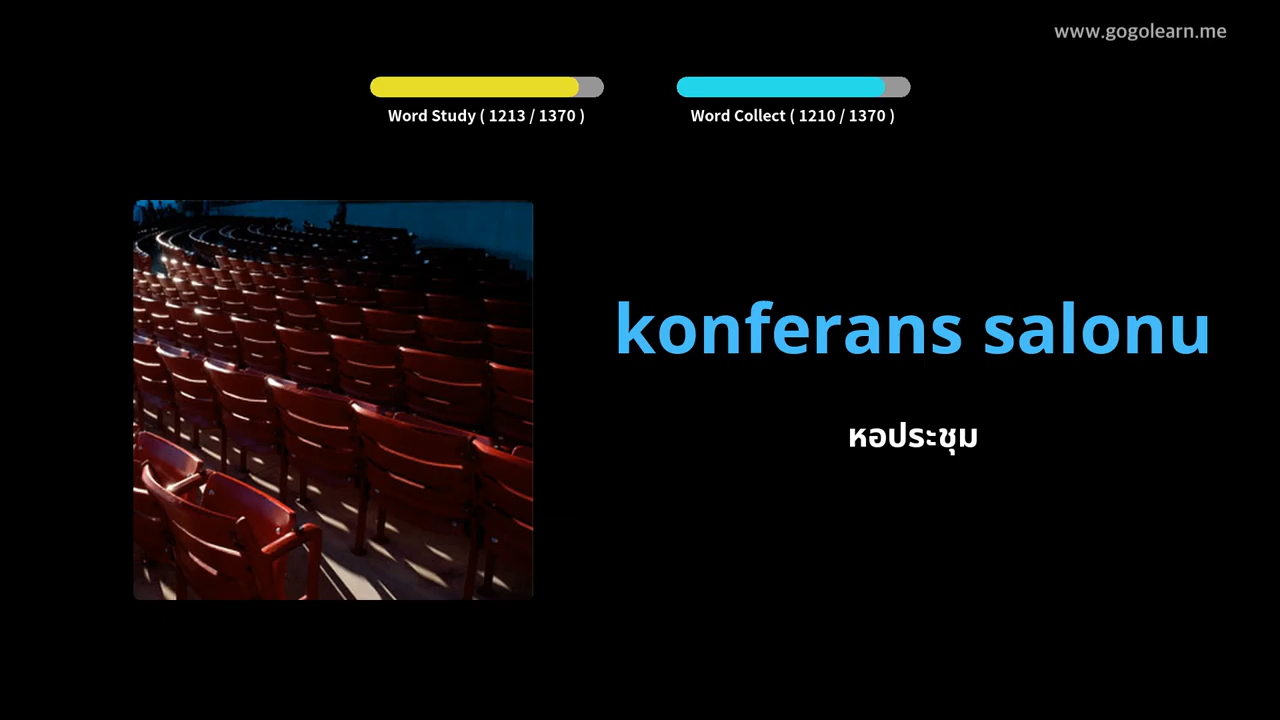 www.gogolearn.me
Word Study ( 1213 / 1370 )
Word Collect ( 1210 / 1370 )
konferans salonu
หอประชุม